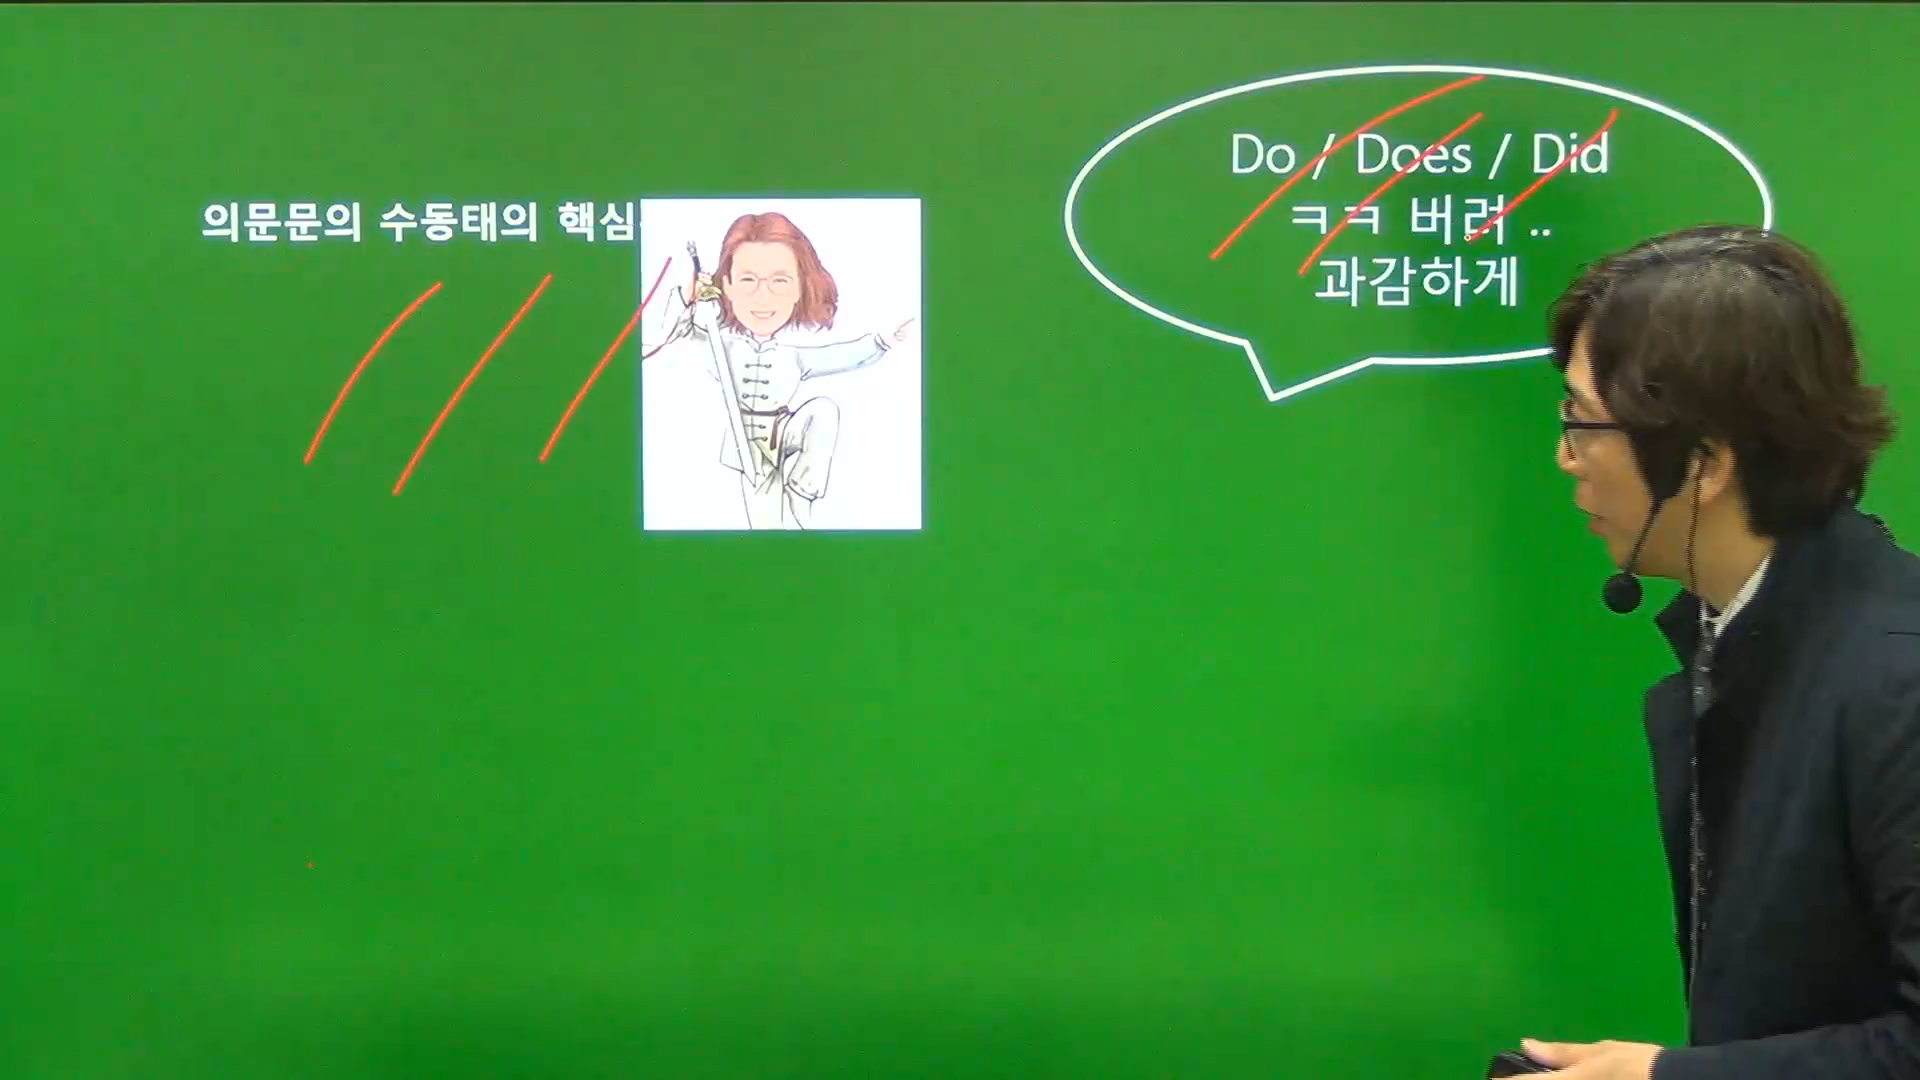 의문문의 수동태의 핵심
Do / Does / Did
ㅋㅋ 버려 ..
과감하게